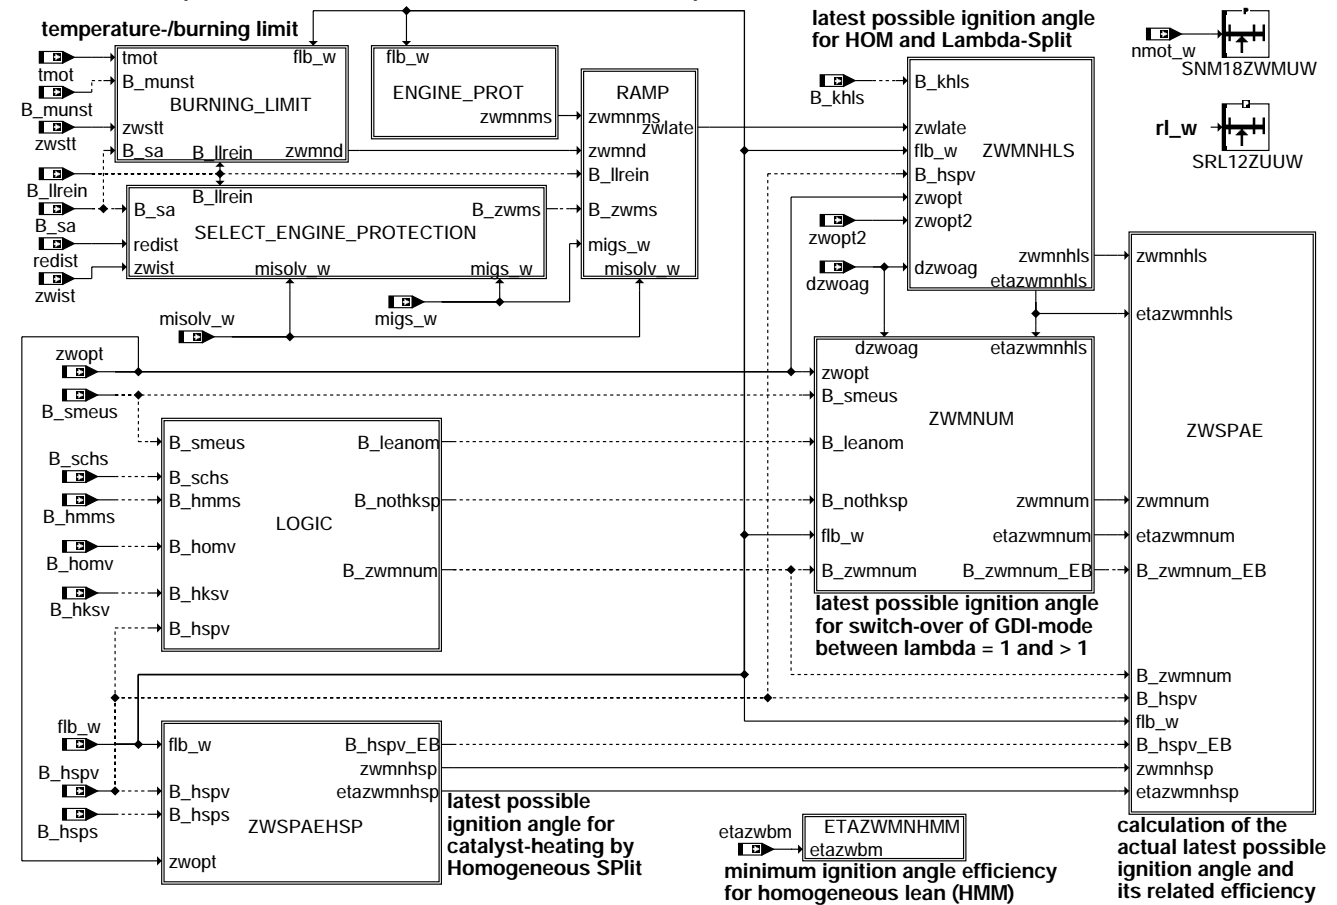 temperature-/burning limit
tmot
tmot
B_munst
B_munst
zwstt
zwstt
B_sa
flb_w
BURNING_LIMIT
B_llrein
zwmnd
flb_w
ENGINE_PROT
zwmnms
RAMP
zwmnms
zwlate
zwmnd
B_llrein
B_zwms
migs_w
misolv_w
B_llrein
B_sa
redist
zwist
B_llrein
B_sa
B_zwms
SELECT_ENGINE_PROTECTION
redist
zwist
misolv_w
migs_w
misolv_w
migs_w
latest possible ignition angle
for HOM and Lambda-Split
B_khls
B_khls
zwlate
flb_w
ZWMNHLS
B_hspv
zwopt
zwopt2
zwopt2
dzwoag
dzwoag
zwmnhls
etazwmnhls
P
nmot_w
SNM18ZWMUW
rl_w
SRL12ZUUW
zwopt
B_smeus
B_schs
B_hmms
B_homv
B_hksv
B_smeus
B_leanom
B_schs
B_hmms
B_nothksp
LOGIC
B_homv
B_zwmnum
B_hksv
B_hspv
dzwoag
etazwmnhls
zwopt
B_smeus
ZWMNUM
B_leanom
B_nothksp
zwmnum
flb_w
etazwmnum
B_zwmnum
B_zwmnum_EB
latest possible ignition angle
for switch-over of GDI-mode
between lambda = 1 and > 1
zwmnhls
etazwmnhls
ZWSPAE
zwmnum
etazwmnum
B_zwmnum_EB
B_zwmnum
B_hspv
flb_w
B_hspv_EB
zwmnhsp
etazwmnhsp
calculation of the
actual latest possible
ignition angle and
its related efficiency
flb_w
B_hspv
B_hsps
flb_w
B_hspv_EB
zwmnhsp
B_hspv
etazwmnhsp
B_hsps
ZWSPAEHSP
zwopt
latest possible
ignition angle for
catalyst-heating by
Homogeneous SPlit
etazwbm
ETAZWMNHMM
etazwbm
minimum ignition angle efficiency
for homogeneous lean (HMM)